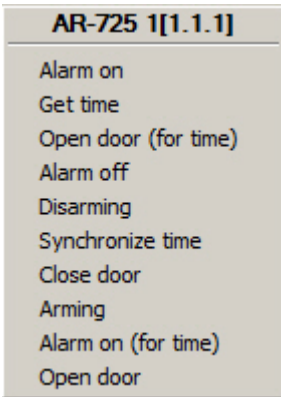 AR-725 1[1.1.1]
Alarm on
Get time
Open door (for time)
Alarm off
Disarming
Synchronize time
Close door
Arming
Alarm on (for time)
Open door